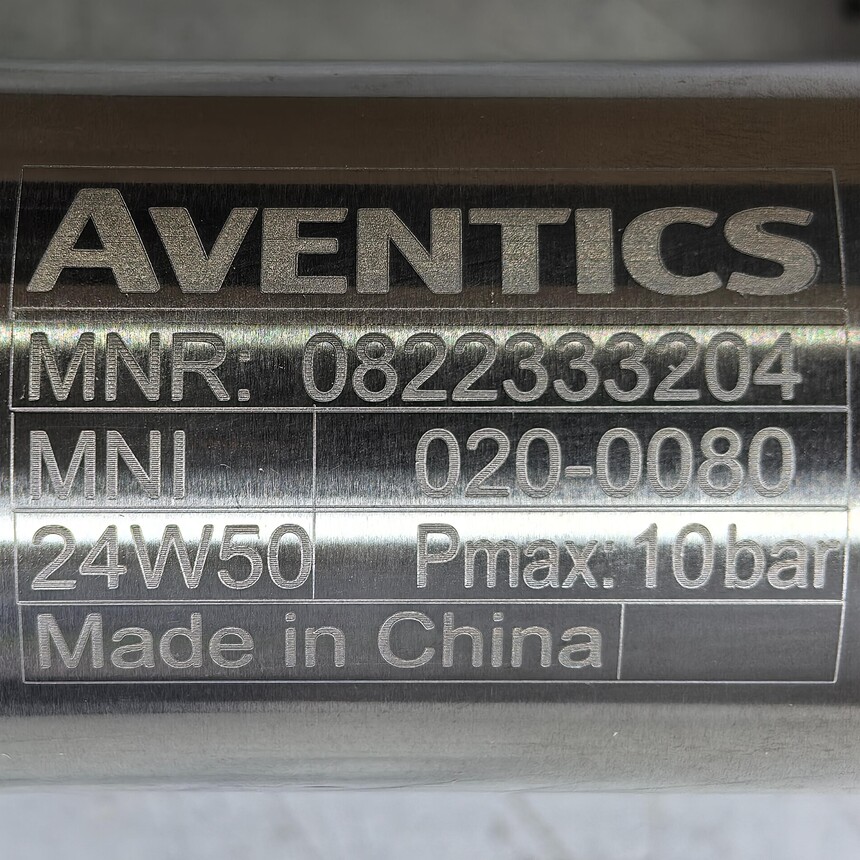 AVENTICS
MNR: 0822333204
MNI 020-0080
24W50 Pmax: 10bar
Made in China